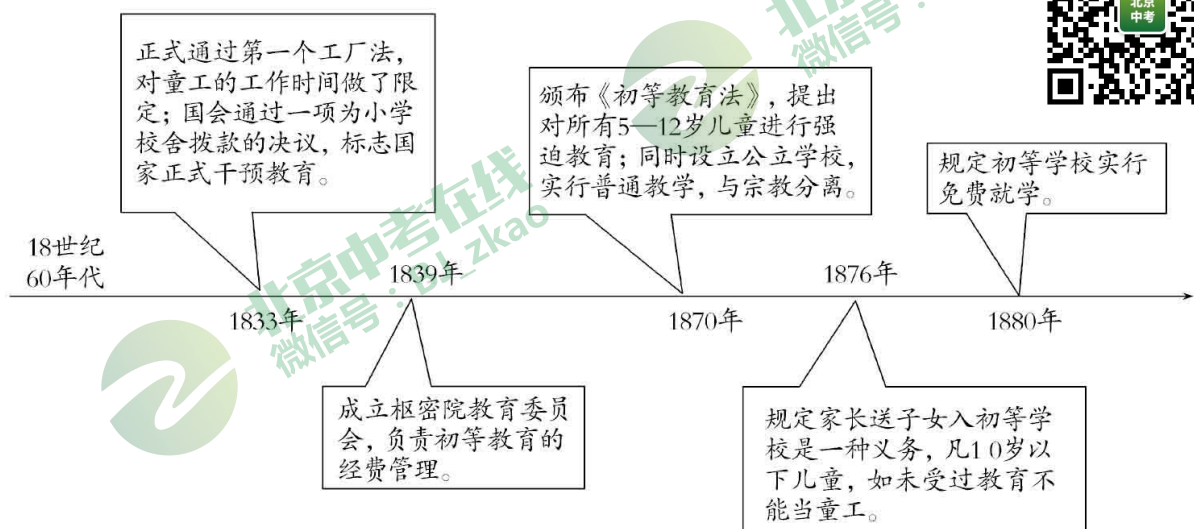 正式通过第一个工厂法，
对童工的工作时间做了限
定；国会通过一项为小学
校舍拨款的决议，标志国
家正式干预教育。
颁布《初等教育法》，提出
对所有5—12岁儿童进行强
迫教育；同时设立公立学校，
实行普通教学，与宗教分离。
规定初等学校实行
免费就学。
18世纪
60年代
1839年
1876年
1833年
1870年
1880年
成立枢密院教育委员
会，负责初等教育的
经费管理。
规定家长送子女入初等学
校是一种义务，凡10岁以
下儿童，如未受过教育不
能当童工。
北京中考在线
微信号：BJ_zkao
微信号：
北京
中考